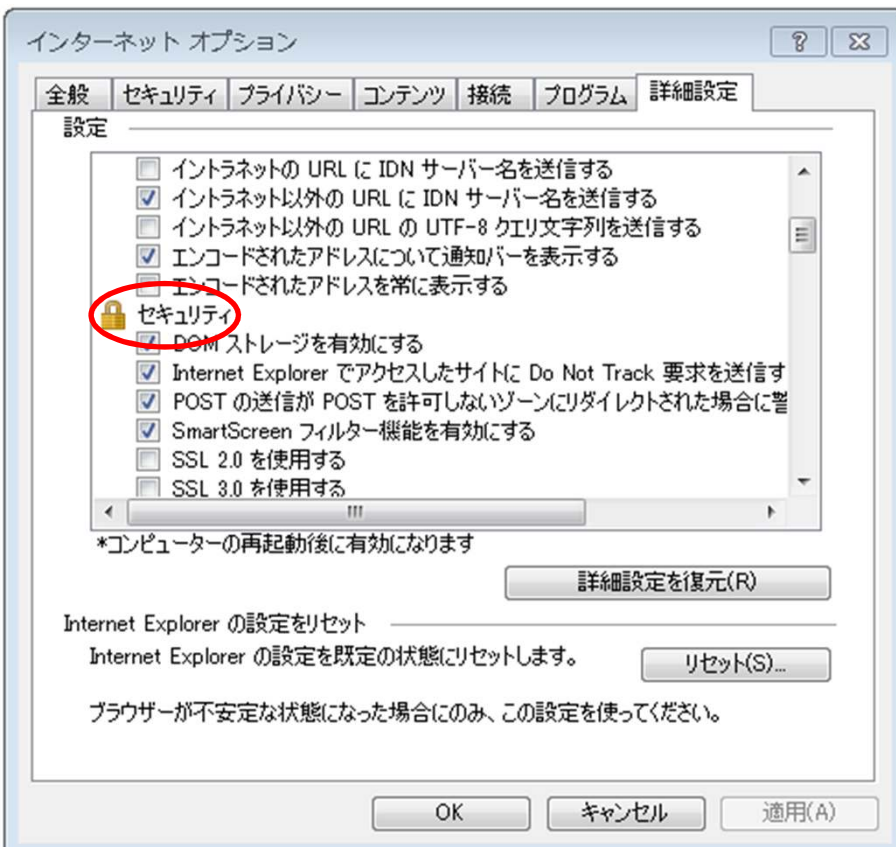 インターネット オプション
全般 セキュリティ プライバシー コンテンツ 接続 プログラム 詳細設定
設定
イントラネットの URL に IDN サーバー名を送信する
イントラネット以外の URL に IDN サーバー名を送信する
イントラネット以外の URL の UTF-8 クエリ文字列を送信する
エンコードされたアドレスについて通知バーを表示する
エンコードされたアドレスを常に表示する
セキュリティ
DOM ストレージを有効にする
Internet Explorer でアクセスしたサイトに Do Not Track 要求を送信す
POST の送信が POST を許可しないゾーンにリダイレクトされた場合に警
SmartScreen フィルター機能を有効にする
SSL 2.0 を使用する
SSL 3.0 を使用する
*コンピューターの再起動後に有効になります
詳細設定を復元(R)
Internet Explorer の設定をリセット
Internet Explorer の設定を既定の状態にリセットします。
リセット(S)...
ブラウザーが不安定な状態になった場合にのみ、この設定を使ってください。
OK キャンセル 適用(A)